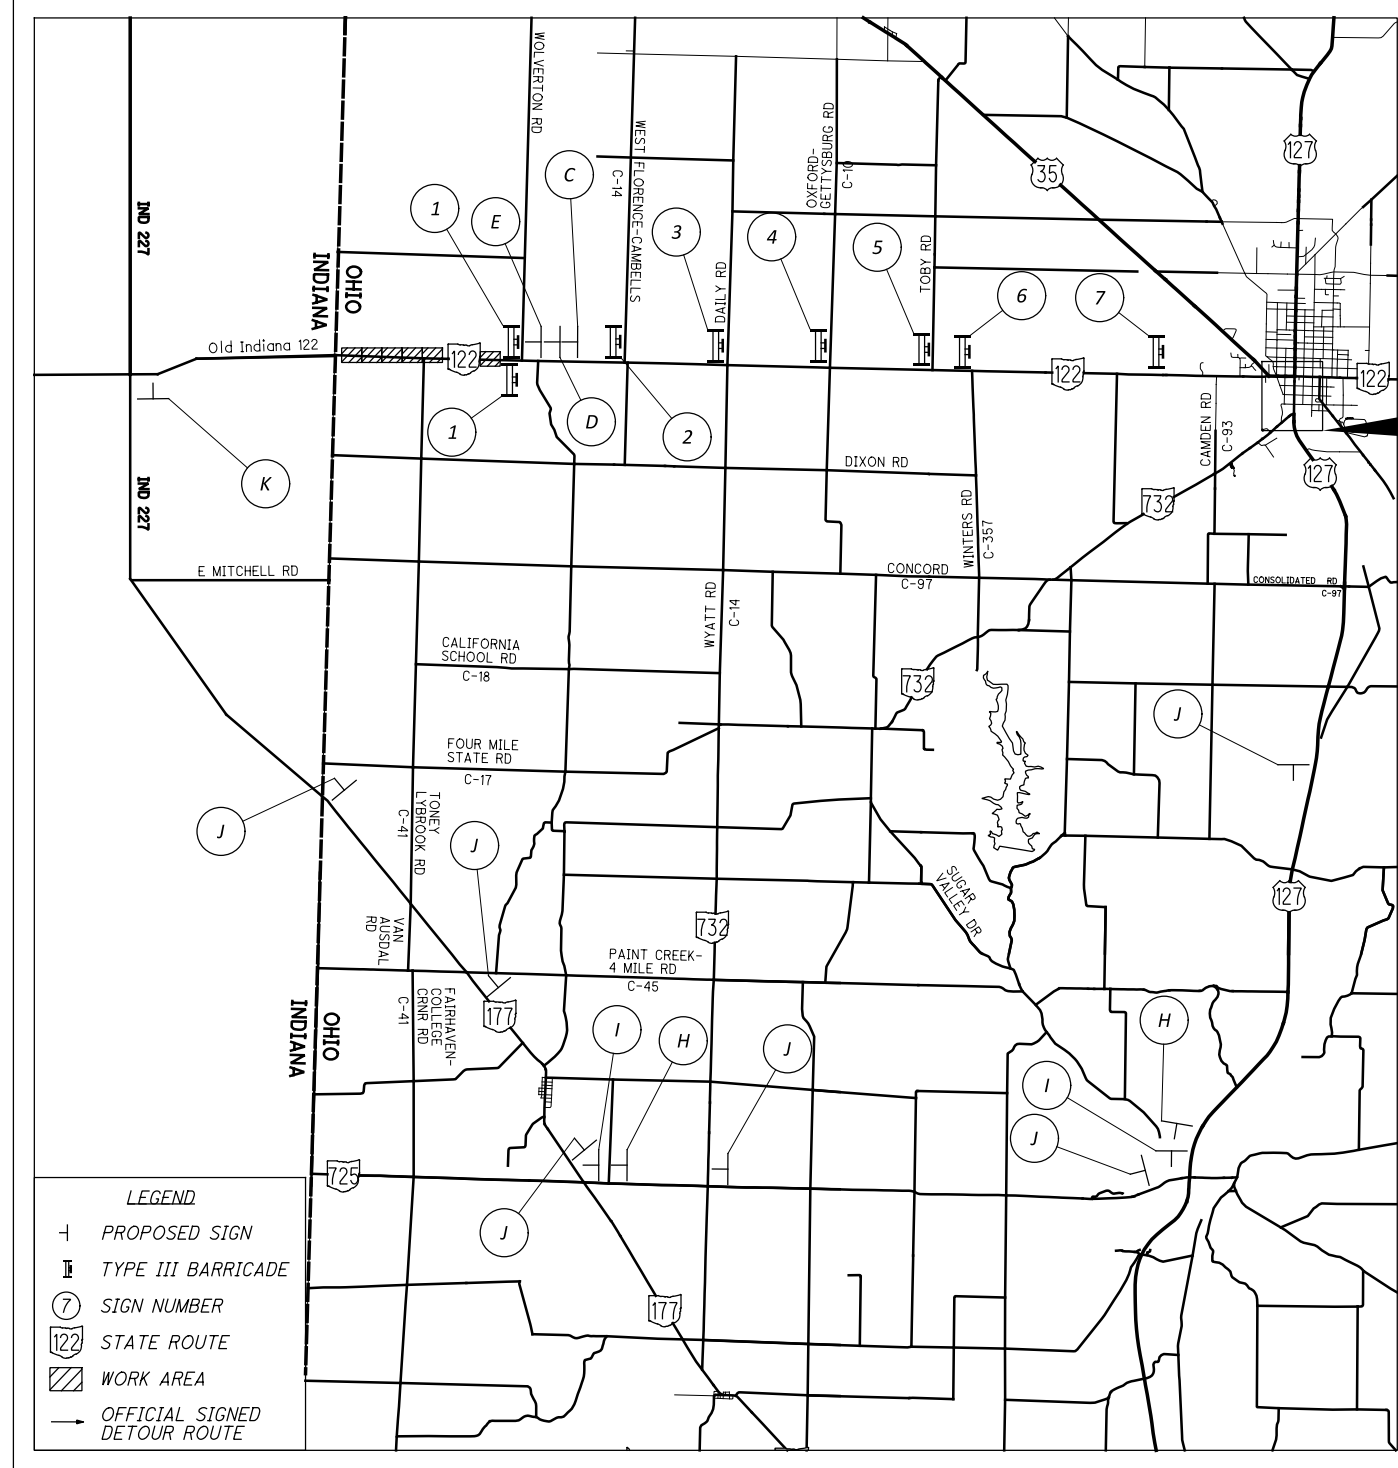 WOLVERTON RD
WEST FLORENCE-CAMBELLS
C-14
OXFORD-
GETTYSBURG RD
C-10
127
35
IND 227
C
1
E
3
4
5
DAILY RD
TOBY RD
6
7
OHIO
INDIANA
Old Indiana 122
122
122
122
1
D
2
K
DIXON RD
CAMDEN RD
C-93
127
732
IND 227
WINTERS RD
C-357
E MITCHELL RD
CONCORD
C-97
CONSOLIDATED RD
C-97
WYATT RD
C-14
CALIFORNIA
SCHOOL RD
C-18
732
J
FOUR MILE
STATE RD
C-17
J
TONEY
LYBROOK RD
C-41
J
SUGAR
VALLEY DR
127
VAN
AUSDAL
RD
732
PAINT CREEK-
4 MILE RD
C-45
FAIRHAVEN-
COLLEGE
CRNR RD
C-41
177
OHIO
INDIANA
I
H
J
H
I
J
725
J
177
LEGEND
PROPOSED SIGN
TYPE III BARRICADE
7 SIGN NUMBER
122 STATE ROUTE
WORK AREA
OFFICIAL SIGNED
DETOUR ROUTE